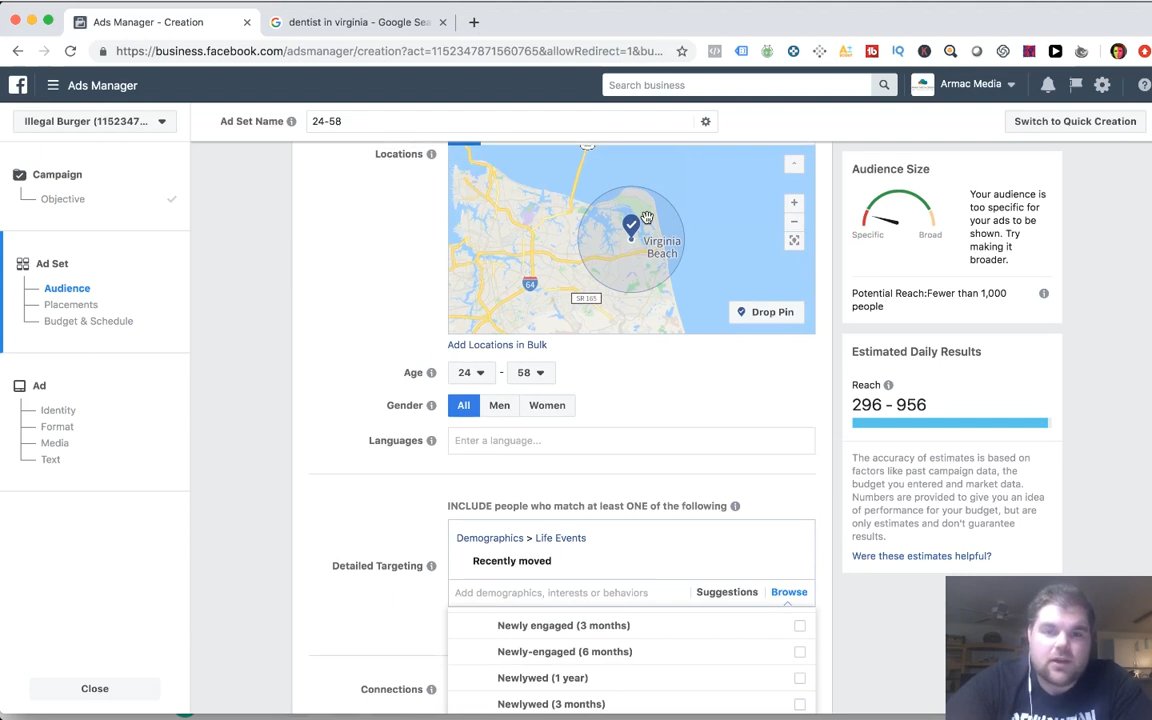 Ads Manager - Creation
dentist in virginia - Google Sea
https://business.facebook.com/adsmanager/creation?act=1152347871560765&allowRedirect=1&bu...
Ads Manager
Search business
Armac Media
Illegal Burger (1152347...
Ad Set Name
24-58
Switch to Quick Creation
Campaign
Objective
Ad Set
Audience
Placements
Budget & Schedule
Ad
Identity
Format
Media
Text
Close
Locations
Virginia
Beach
64
SR 165
Drop Pin
Add Locations in Bulk
Age
24 - 58
Gender
All Men Women
Languages
Enter a language...
INCLUDE people who match at least ONE of the following
Demographics > Life Events
Recently moved
Detailed Targeting
Add demographics, interests or behaviors
Suggestions
Browse
Newly engaged (3 months)
Newly-engaged (6 months)
Newlywed (1 year)
Newlywed (3 months)
Connections
Audience Size
Specific
Broad
Your audience is
too specific for
your ads to be
shown. Try
making it
broader.
Potential Reach:Fewer than 1,000
people
Estimated Daily Results
Reach
296 - 956
The accuracy of estimates is based on
factors like past campaign data, the
budget you entered and market data.
Numbers are provided to give you an idea
of performance for your budget, but are
only estimates and don't guarantee
results.
Were these estimates helpful?